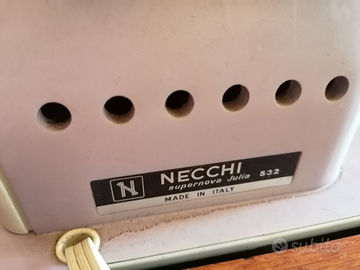 N NECCHI
supernova Julia 532
MADE IN ITALY
subito